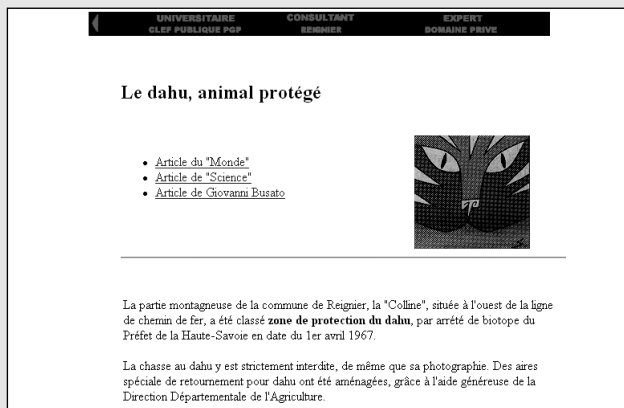 UNIVERSITAIRE CONSULTANT EXPERT
CLEF PUBLIQUE PGP REIGNIER DOMAINE PRIVE
Le dahu, animal protégé
• Article du "Monde"
• Article de "Science"
• Article de Giovanni Busato
La partie montagneuse de la commune de Reignier, la "Colline", située à l'ouest de la ligne
de chemin de fer, a été classé zone de protection du dahu, par arrété de biotope du
Préfet de la Haute-Savoie en date du 1er avril 1967.
La chasse au dahu y est strictement interdite, de même que sa photographie. Des aires
spéciale de retournement pour dahu ont été aménagées, grâce à l'aide généreuse de la
Direction Départementale de l'Agriculture.